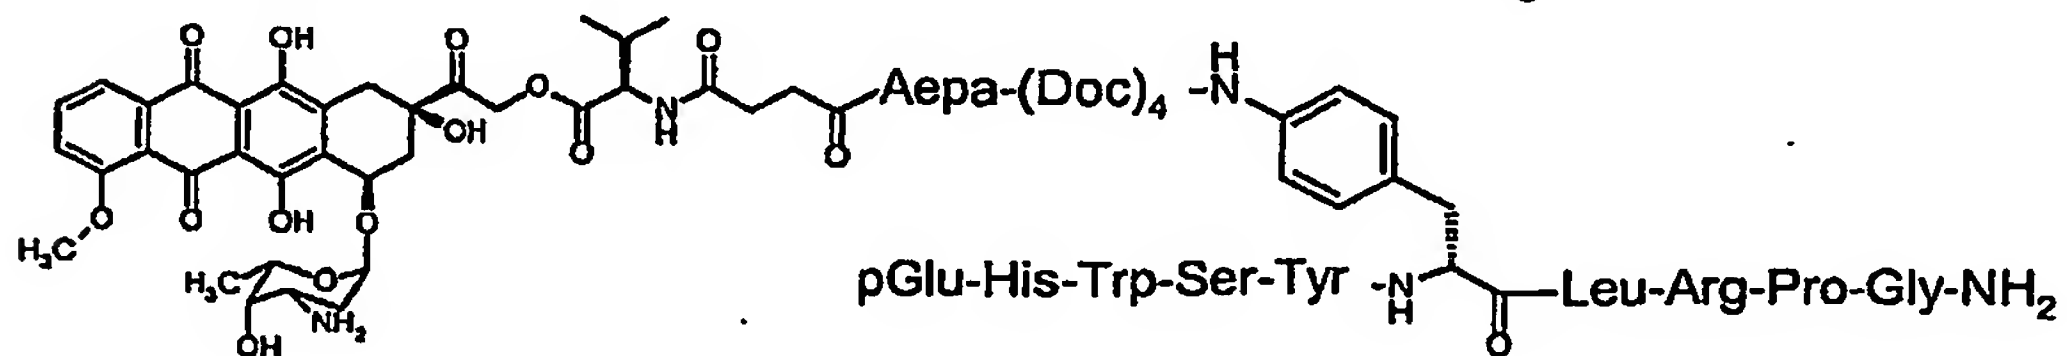 O OH O O H
O O Aepa-(Doc)4 -N
OH O N
H O
O O OH
H3C O
H3C O pGlu-His-Trp-Ser-Tyr -N Leu-Arg-Pro-Gly-NH2
NH2 H
OH O